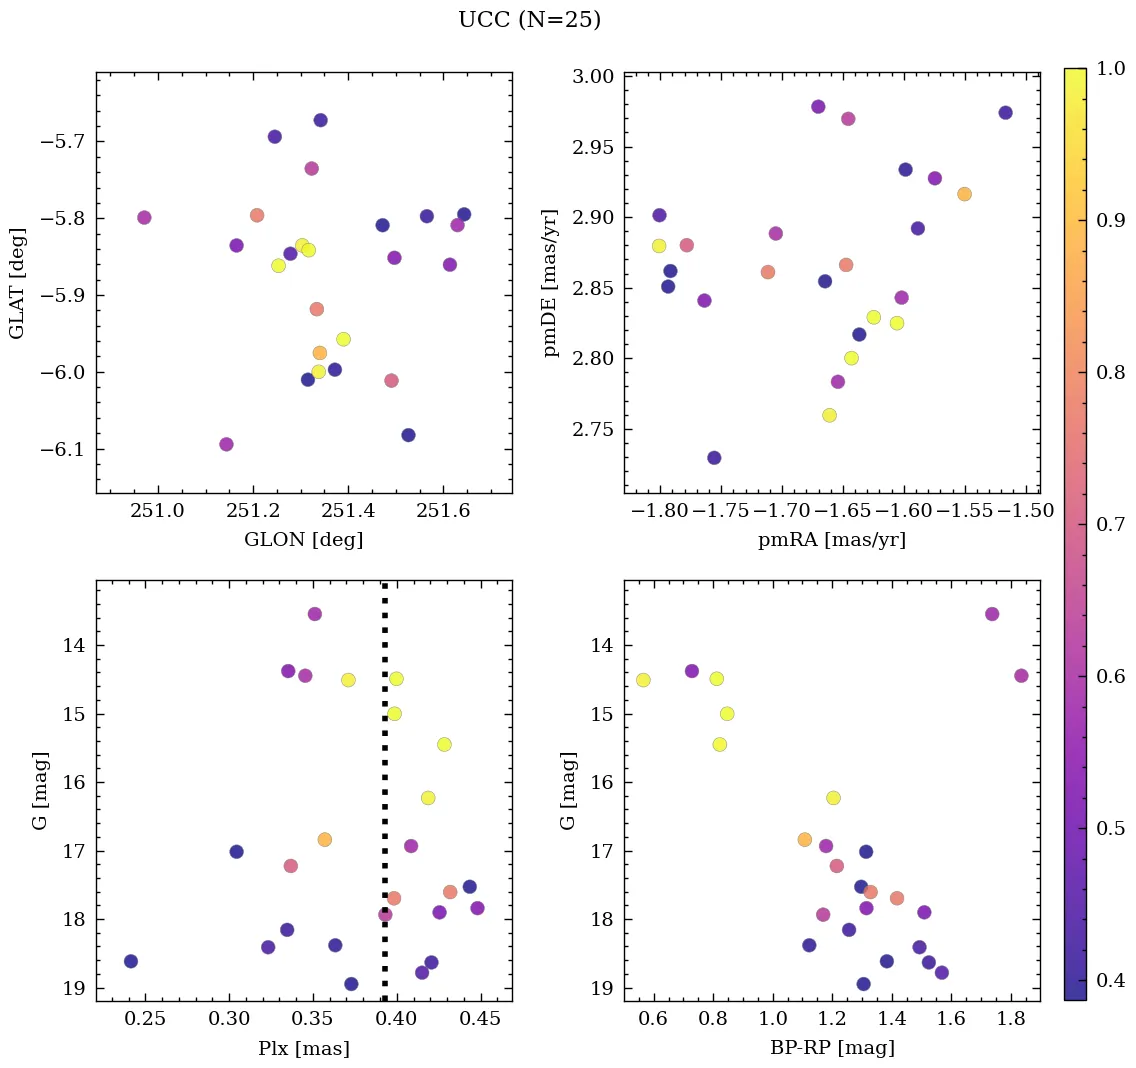 UCC (N=25)
−5.7
−5.8
−5.9
−6.0
−6.1
GLAT [deg]
251.0 251.2 251.4 251.6
GLON [deg]
3.00
2.95
2.90
2.85
2.80
2.75
pmDE [mas/yr]
−1.80 −1.75 −1.70 −1.65 −1.60 −1.55 −1.50
pmRA [mas/yr]
14
15
16
17
18
19
G [mag]
0.25 0.30 0.35 0.40 0.45
Plx [mas]
14
15
16
17
18
19
G [mag]
0.6 0.8 1.0 1.2 1.4 1.6 1.8
BP-RP [mag]
1.0
0.9
0.8
0.7
0.6
0.5
0.4